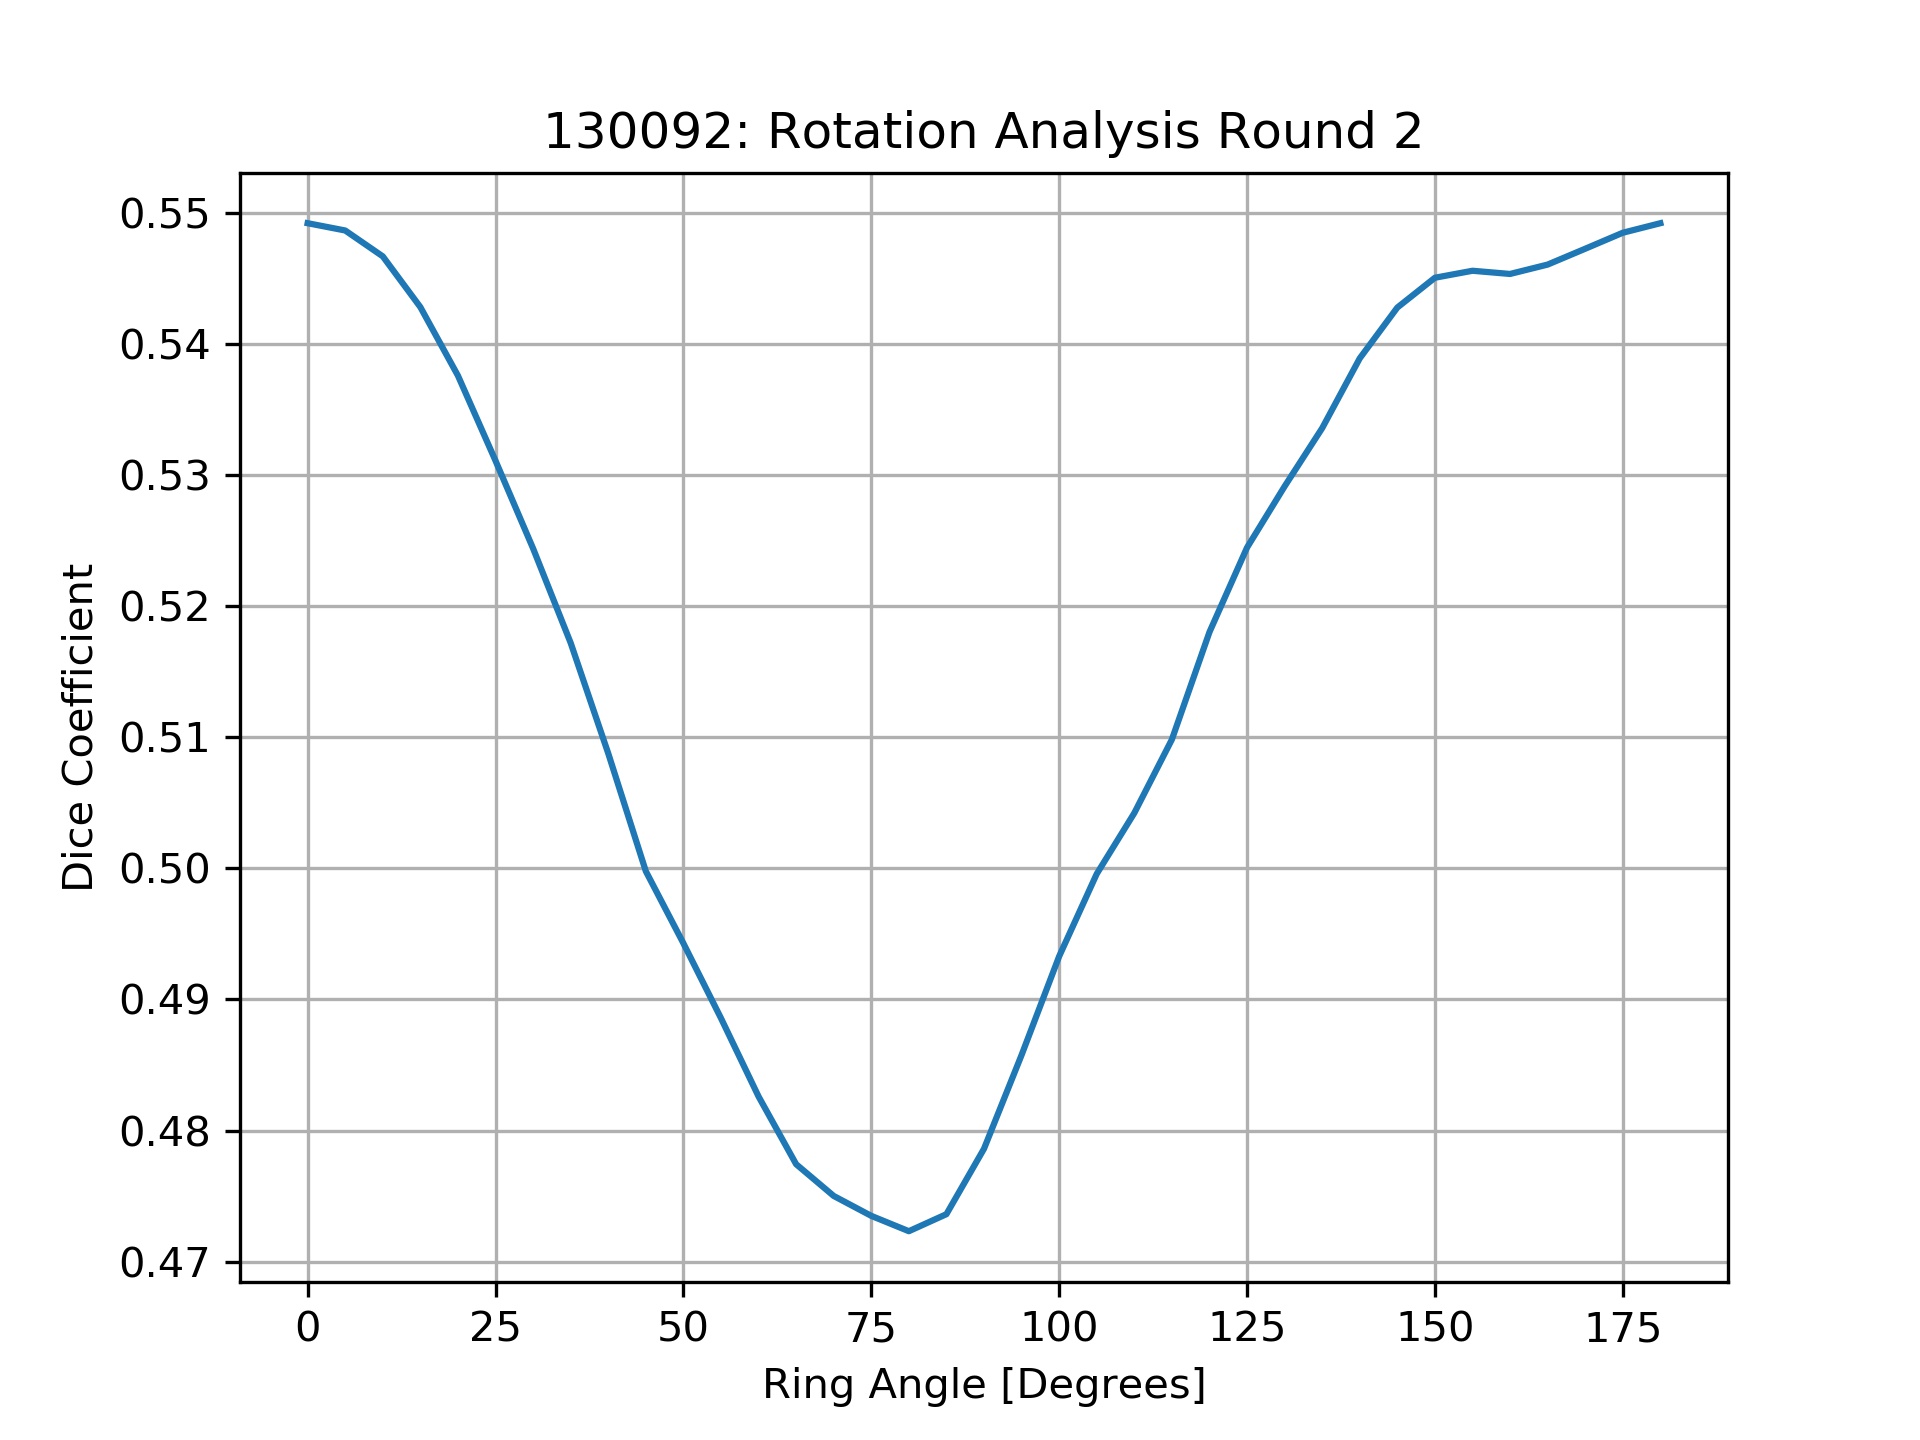 130092: Rotation Analysis Round 2
0.55
0.54
0.53
0.52
0.51
0.50
0.49
0.48
0.47
Dice Coefficient
0 25 50 75 100 125 150 175
Ring Angle [Degrees]